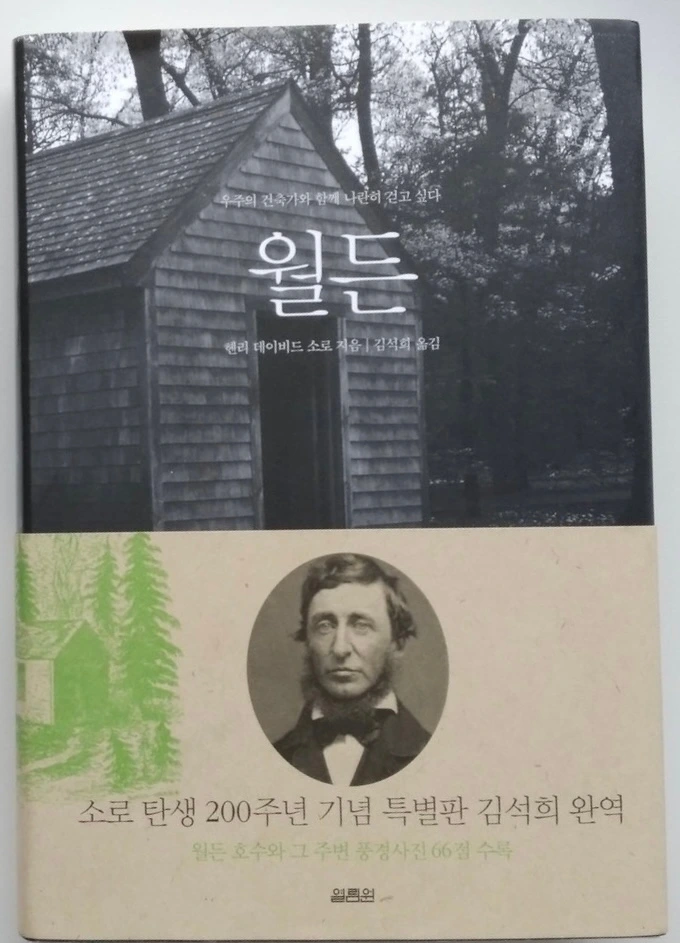 우주의 건축가와 함께 나란히 걷고 싶다
월든
헨리 데이비드 소로 지음 | 김석희 옮김
소로 탄생 200주년 기념 특별판 김석희 완역
월든 호수와 그 주변 풍경사진 66점 수록
열림원